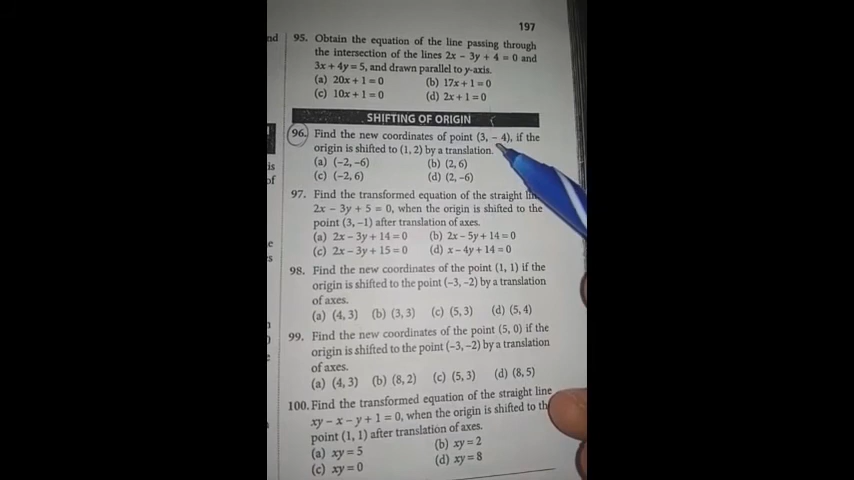 197
nd
95. Obtain the equation of the line passing through
the intersection of the lines 2x − 3y + 4 = 0 and
3x + 4y = 5, and drawn parallel to y-axis.
(a) 20x + 1 = 0 (b) 17x + 1 = 0
(c) 10x + 1 = 0 (d) 2x + 1 = 0
SHIFTING OF ORIGIN
96. Find the new coordinates of point (3, − 4), if the
origin is shifted to (1, 2) by a translation.
is
(a) (−2, −6) (b) (2, 6)
of
(c) (−2, 6) (d) (2, −6)
97. Find the transformed equation of the straight
2x − 3y + 5 = 0, when the origin is shifted to the
point (3, −1) after translation of axes.
(a) 2x − 3y + 14 = 0 (b) 2x − 5y + 14 = 0
e
(c) 2x − 3y + 15 = 0 (d) x − 4y + 14 = 0
s
98. Find the new coordinates of the point (1, 1) if the
origin is shifted to the point (−3, −2) by a translation
of axes.
(a) (4, 3) (b) (3, 3) (c) (5, 3) (d) (5, 4)
99. Find the new coordinates of the point (5, 0) if the
origin is shifted to the point (−3, −2) by a translation
of axes.
(a) (4, 3) (b) (8, 2) (c) (5, 3) (d) (8, 5)
100. Find the transformed equation of the straight line
xy − x − y + 1 = 0, when the origin is shifted to
point (1, 1) after translation of axes.
(a) xy = 5 (b) xy = 2
(c) xy = 0 (d) xy = 8